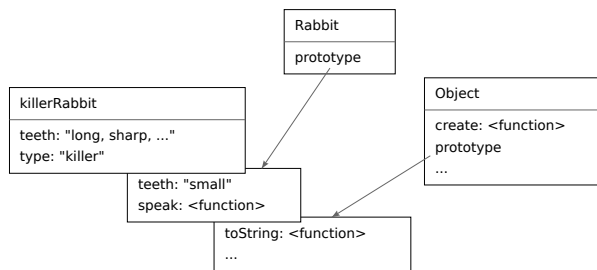 Rabbit
prototype
killerRabbit
teeth: "long, sharp, ..."
type: "killer"
Object
create: <function>
prototype
...
teeth: "small"
speak: <function>
toString: <function>
...